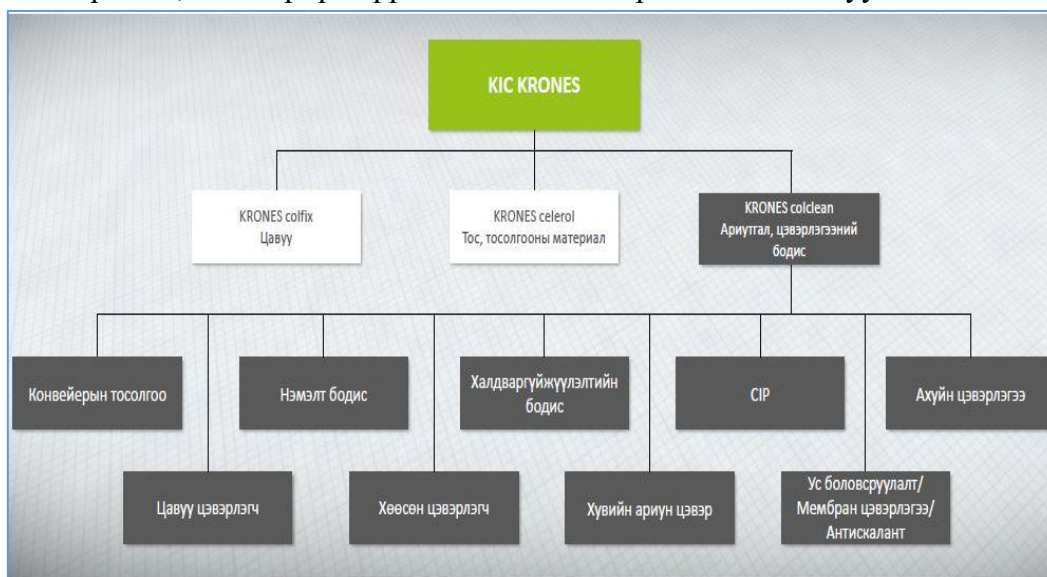 KIC KRONES
KRONES colfix
Цавуу
KRONES celerol
Тос, тосолгооны материал
KRONES colclean
Ариутгал, цэвэрлэгээний
бодис
Конвейерын тосолгоо
Нэмэлт бодис
Халдваргүйжүүлэлтийн
бодис
CIP
Ахуйн цэвэрлэгээ
Цавуу цэвэрлэгч
Хөөсөн цэвэрлэгч
Хувийн ариун цэвэр
Ус боловсруулалт/
Мембран цэвэрлэгээ/
Антискалант